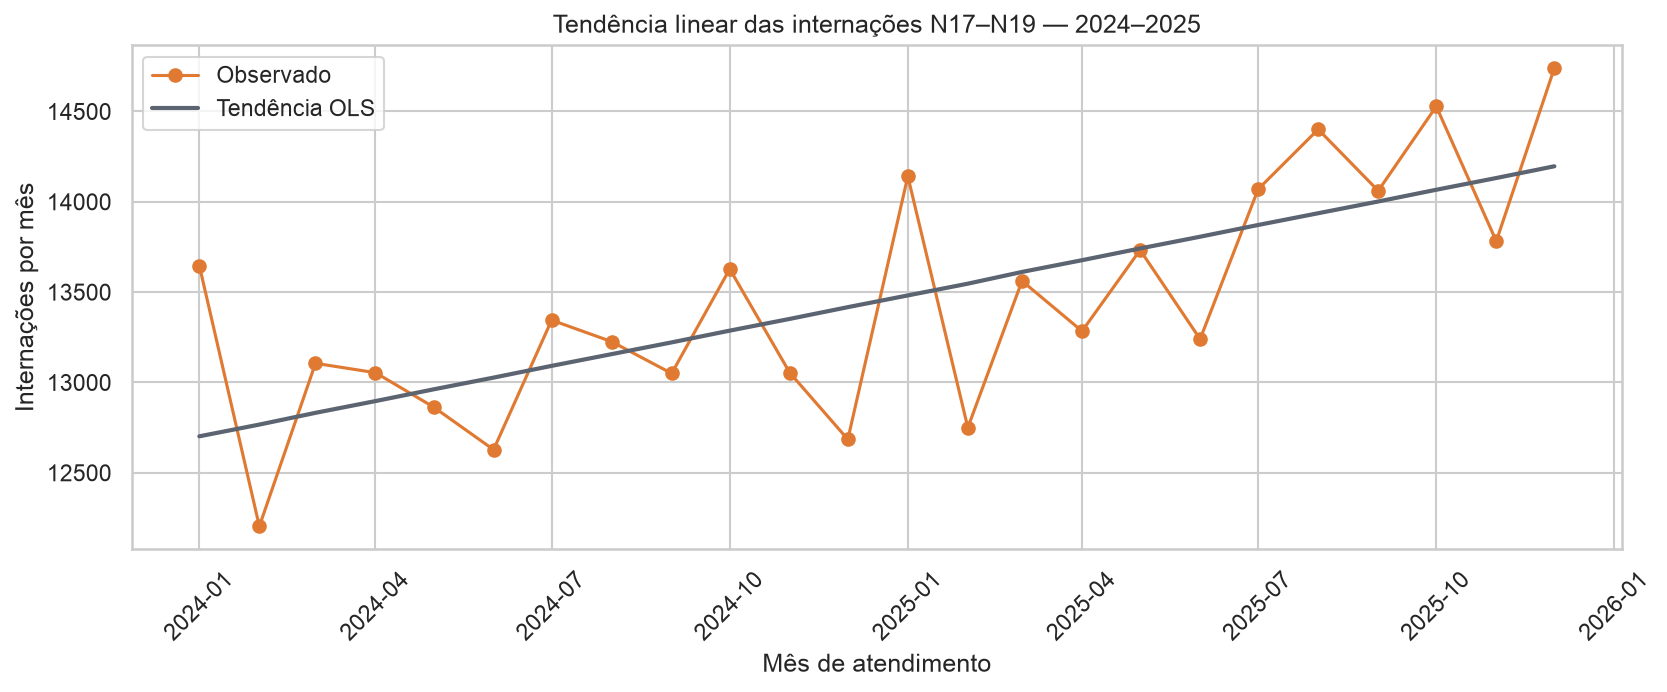 Tendência linear das internações N17–N19 — 2024–2025
Observado
Tendência OLS
Internações por mês
14500
14000
13500
13000
12500
2024-01
2024-04
2024-07
2024-10
2025-01
2025-04
2025-07
2025-10
2026-01
Mês de atendimento